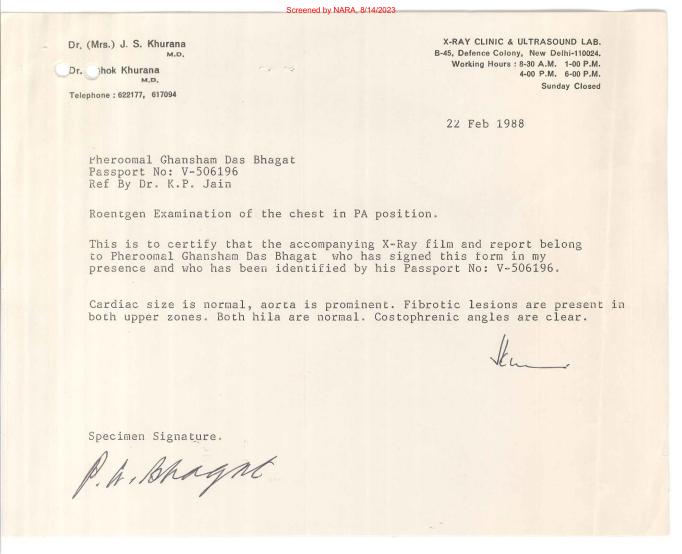 Screened by NARA, 8/14/2023
Dr. (Mrs.) J. S. Khurana
M.D.
Dr. hok Khurana
M.D.
Telephone : 622177, 617094
X-RAY CLINIC & ULTRASOUND LAB.
B-45, Defence Colony, New Delhi-110024.
Working Hours : 8-30 A.M. 1-00 P.M.
4-00 P.M. 6-00 P.M.
Sunday Closed
22 Feb 1988
Pheroomal Ghansham Das Bhagat
Passport No: V-506196
Ref By Dr. K.P. Jain
Roentgen Examination of the chest in PA position.
This is to certify that the accompanying X-Ray film and report belong
to Pheroomal Ghansham Das Bhagat who has signed this form in my
presence and who has been identified by his Passport No: V-506196.
Cardiac size is normal, aorta is prominent. Fibrotic lesions are present in
both upper zones. Both hila are normal. Costophrenic angles are clear.
Specimen Signature.
Bhagat